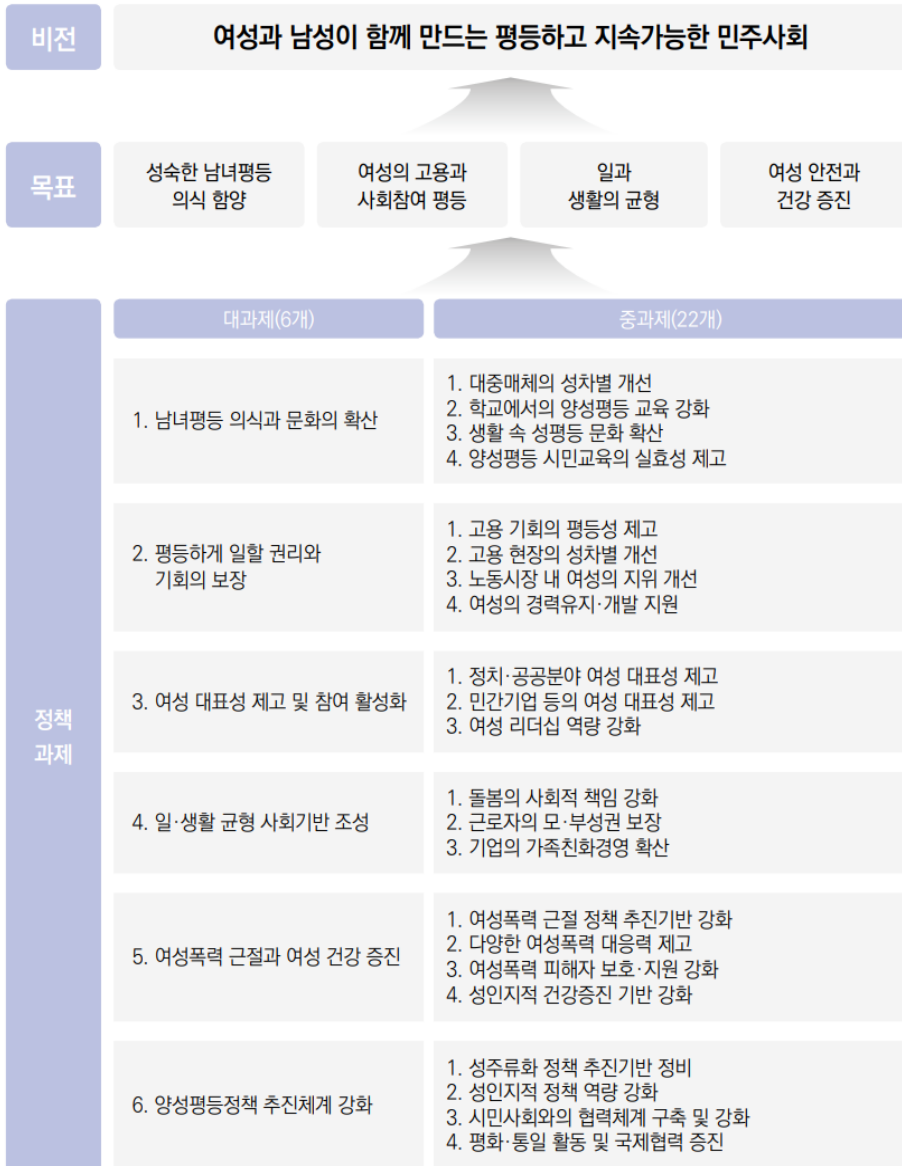 비전
여성과 남성이 함께 만드는 평등하고 지속가능한 민주사회
목표
성숙한 남녀평등
의식 함양
여성의 고용과
사회참여 평등
일과
생활의 균형
여성 안전과
건강 증진
정책
과제
대과제(6개)
중과제(22개)
1. 남녀평등 의식과 문화의 확산
1. 대중매체의 성차별 개선
2. 학교에서의 양성평등 교육 강화
3. 생활 속 성평등 문화 확산
4. 양성평등 시민교육의 실효성 제고
2. 평등하게 일할 권리와
기회의 보장
1. 고용 기회의 평등성 제고
2. 고용 현장의 성차별 개선
3. 노동시장 내 여성의 지위 개선
4. 여성의 경력유지·개발 지원
3. 여성 대표성 제고 및 참여 활성화
1. 정치·공공분야 여성 대표성 제고
2. 민간기업 등의 여성 대표성 제고
3. 여성 리더십 역량 강화
4. 일·생활 균형 사회기반 조성
1. 돌봄의 사회적 책임 강화
2. 근로자의 모·부성권 보장
3. 기업의 가족친화경영 확산
5. 여성폭력 근절과 여성 건강 증진
1. 여성폭력 근절 정책 추진기반 강화
2. 다양한 여성폭력 대응력 제고
3. 여성폭력 피해자 보호·지원 강화
4. 성인지적 건강증진 기반 강화
6. 양성평등정책 추진체계 강화
1. 성주류화 정책 추진기반 정비
2. 성인지적 정책 역량 강화
3. 시민사회와의 협력체계 구축 및 강화
4. 평화·통일 활동 및 국제협력 증진